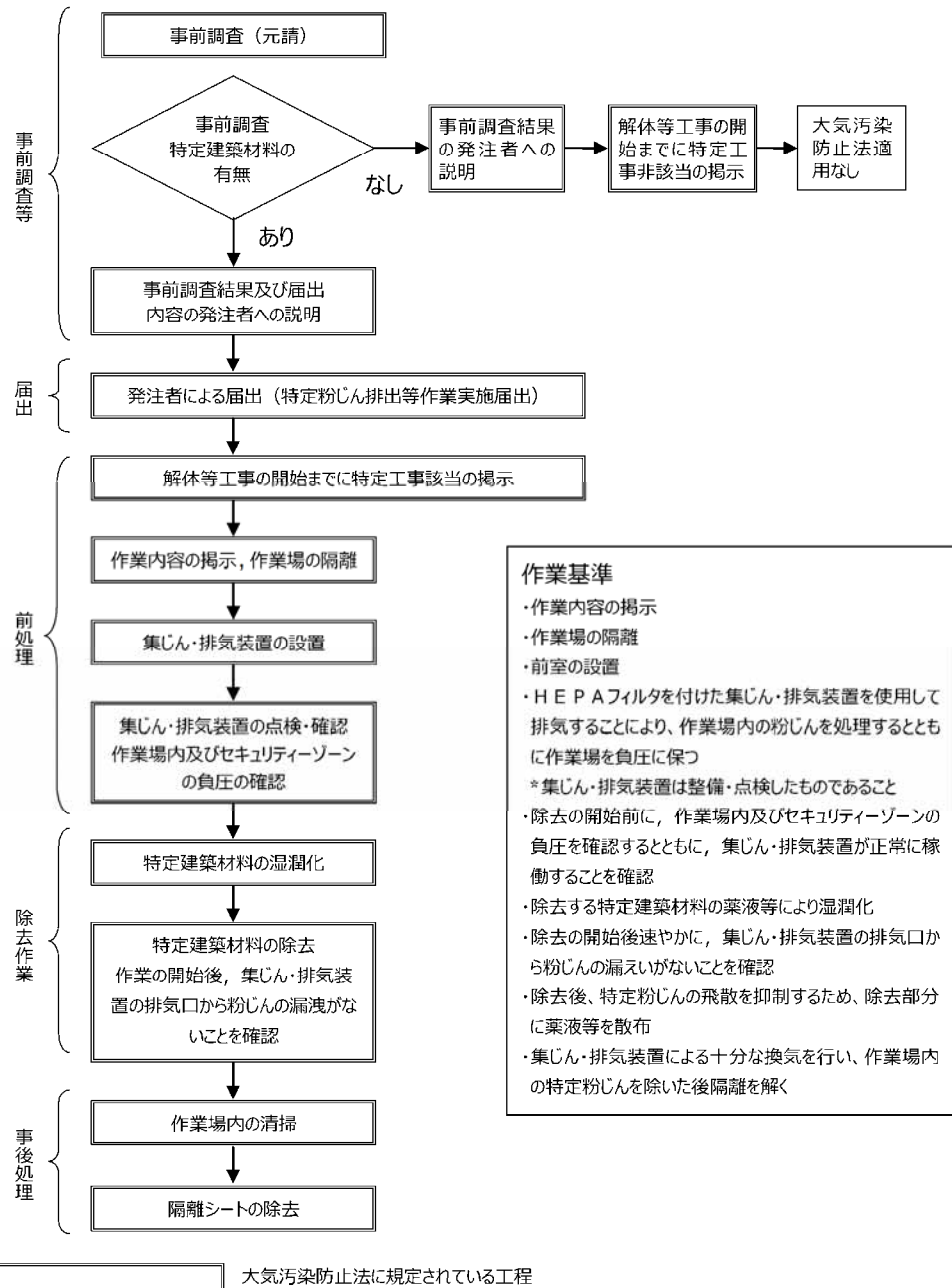 事前調査（元請）
事前調査
特定建築材料の
有無
なし
事前調査結果
の発注者への
説明
解体等工事の開
始までに特定工
事非該当の掲示
大気汚染
防止法適
用なし
あり
事前調査結果及び届出
内容の発注者への説明
事前調査等
発注者による届出（特定粉じん排出等作業実施届出）
届出
解体等工事の開始までに特定工事該当の掲示
作業内容の掲示，作業場の隔離
集じん・排気装置の設置
集じん・排気装置の点検・確認
作業場内及びセキュリティーゾーン
の負圧の確認
前処理
特定建築材料の湿潤化
特定建築材料の除去
作業の開始後，集じん・排気装
置の排気口から粉じんの漏洩がな
いことを確認
除去作業
作業場内の清掃
隔離シートの除去
事後処理
作業基準
・作業内容の掲示
・作業場の隔離
・前室の設置
・ＨＥＰＡフィルタを付けた集じん・排気装置を使用して
排気することにより、作業場内の粉じんを処理するととも
に作業場を負圧に保つ
*集じん・排気装置は整備・点検したものであること
・除去の開始前に，作業場内及びセキュリティーゾーンの
負圧を確認するとともに，集じん・排気装置が正常に稼
働することを確認
・除去する特定建築材料の薬液等により湿潤化
・除去の開始後速やかに，集じん・排気装置の排気口か
ら粉じんの漏えいがないことを確認
・除去後、特定粉じんの飛散を抑制するため、除去部分
に薬液等を散布
・集じん・排気装置による十分な換気を行い、作業場内
の特定粉じんを除いた後隔離を解く
大気汚染防止法に規定されている工程